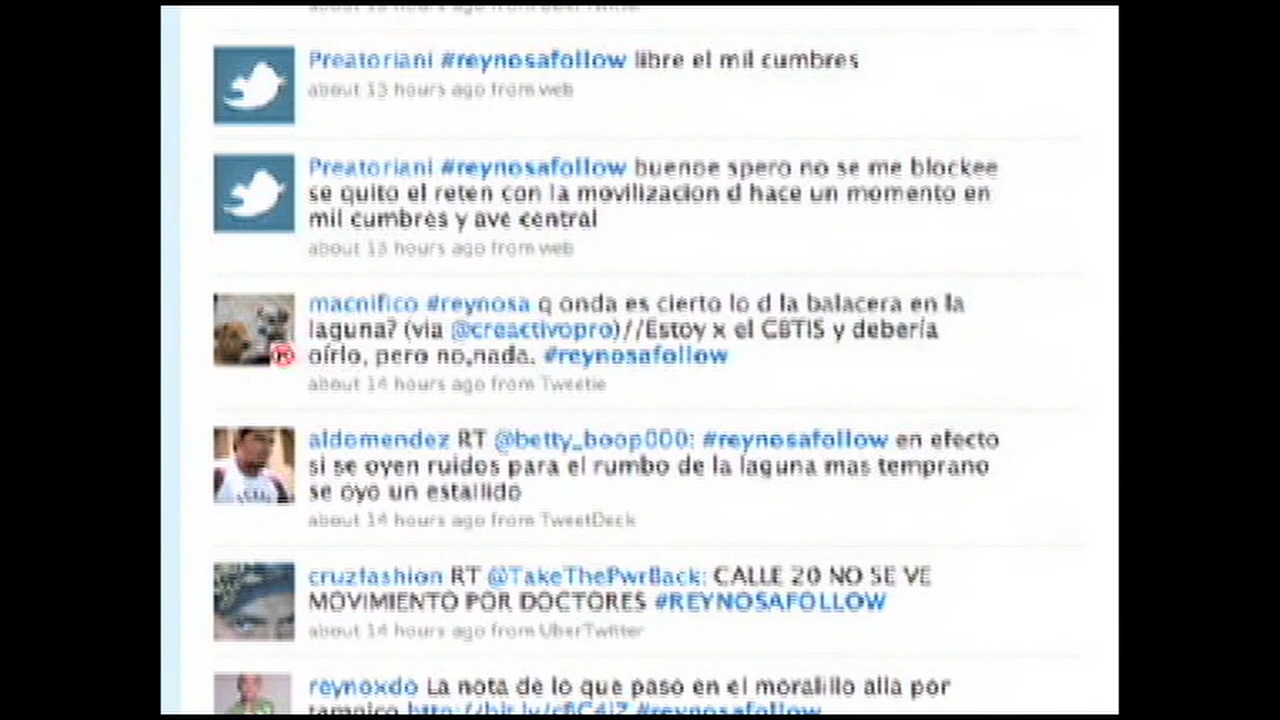 Preatoriani #reynosafollow libre el mil cumbres
about 13 hours ago from web
Preatoriani #reynosafollow buenoe spero no se me blockee
se quito el reten con la movilizacion d hace un momento en
mil cumbres y ave central
about 13 hours ago from web
macnifico #reynosa q onda es cierto lo d la balacera en la
laguna? (via @creactivopro)//Estoy x el CBTIS y debería
oírlo, pero no,nada. #reynosafollow
about 14 hours ago from Tweetie
aldomendez RT @betty_boop000: #reynosafollow en efecto
si se oyen ruidos para el rumbo de la laguna mas temprano
se oyo un estallido
about 14 hours ago from TweetDeck
cruzfashion RT @TakeThePwrBack: CALLE 20 NO SE VE
MOVIMIENTO POR DOCTORES #REYNOSAFOLLOW
about 14 hours ago from UberTwitter
reynoxdo La nota de lo que paso en el moralillo alla por
tampico #reynosafollow